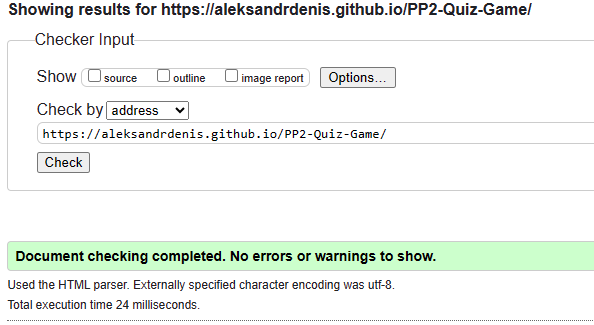 Showing results for https://aleksandrdenis.github.io/PP2-Quiz-Game/
Checker Input
Show source outline image report Options...
Check by address
https://aleksandrdenis.github.io/PP2-Quiz-Game/
Check
Document checking completed. No errors or warnings to show.
Used the HTML parser. Externally specified character encoding was utf-8.
Total execution time 24 milliseconds.